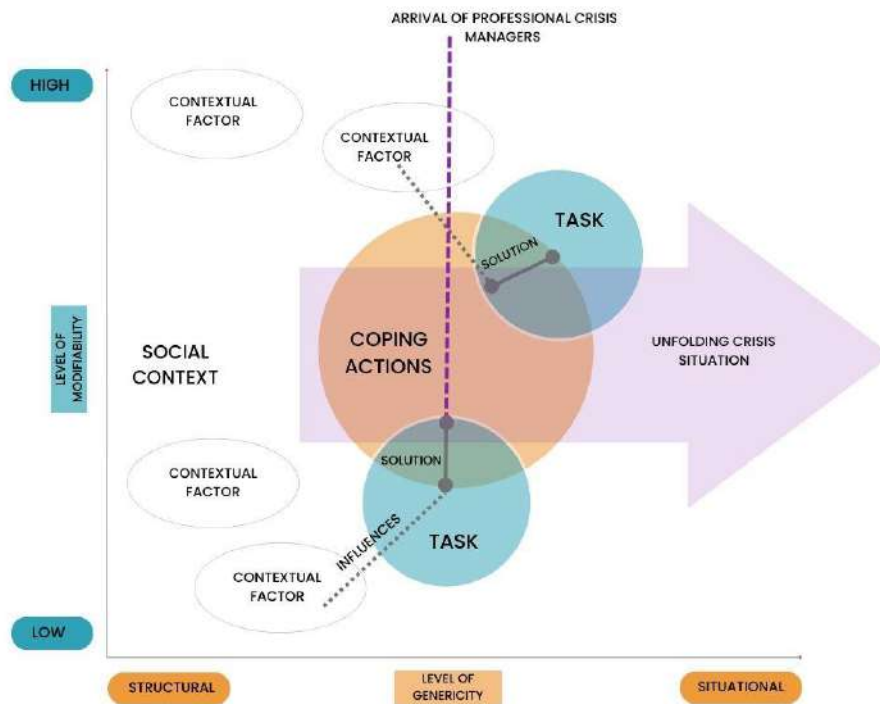 ARRIVAL OF PROFESSIONAL CRISIS
MANAGERS
HIGH
CONTEXTUAL
FACTOR
CONTEXTUAL
FACTOR
TASK
SOLUTION
LEVEL OF
MODIFIABILITY
SOCIAL
CONTEXT
COPING
ACTIONS
UNFOLDING CRISIS
SITUATION
CONTEXTUAL
FACTOR
SOLUTION
INFLUENCES
TASK
CONTEXTUAL
FACTOR
LOW
STRUCTURAL
LEVEL OF
GENERICITY
SITUATIONAL